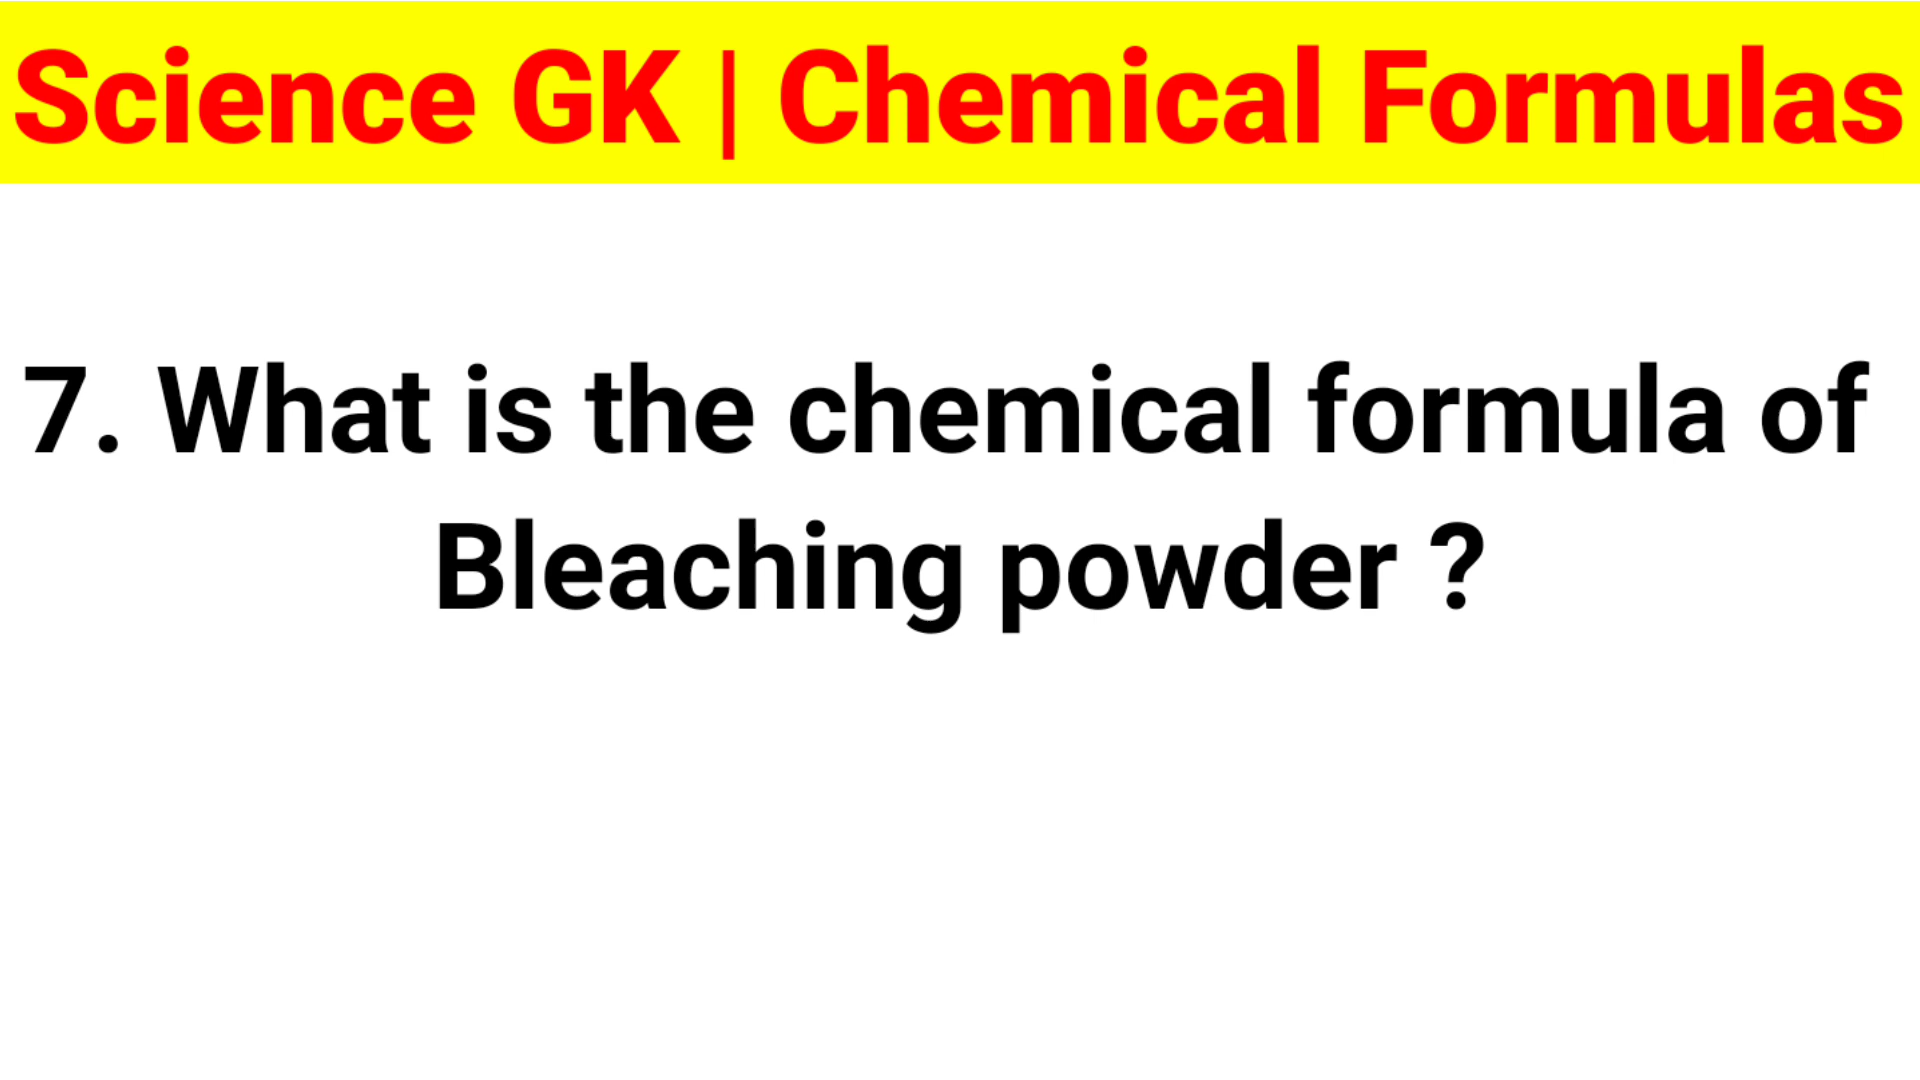 Science GK | Chemical Formulas
7. What is the chemical formula of
Bleaching powder ?